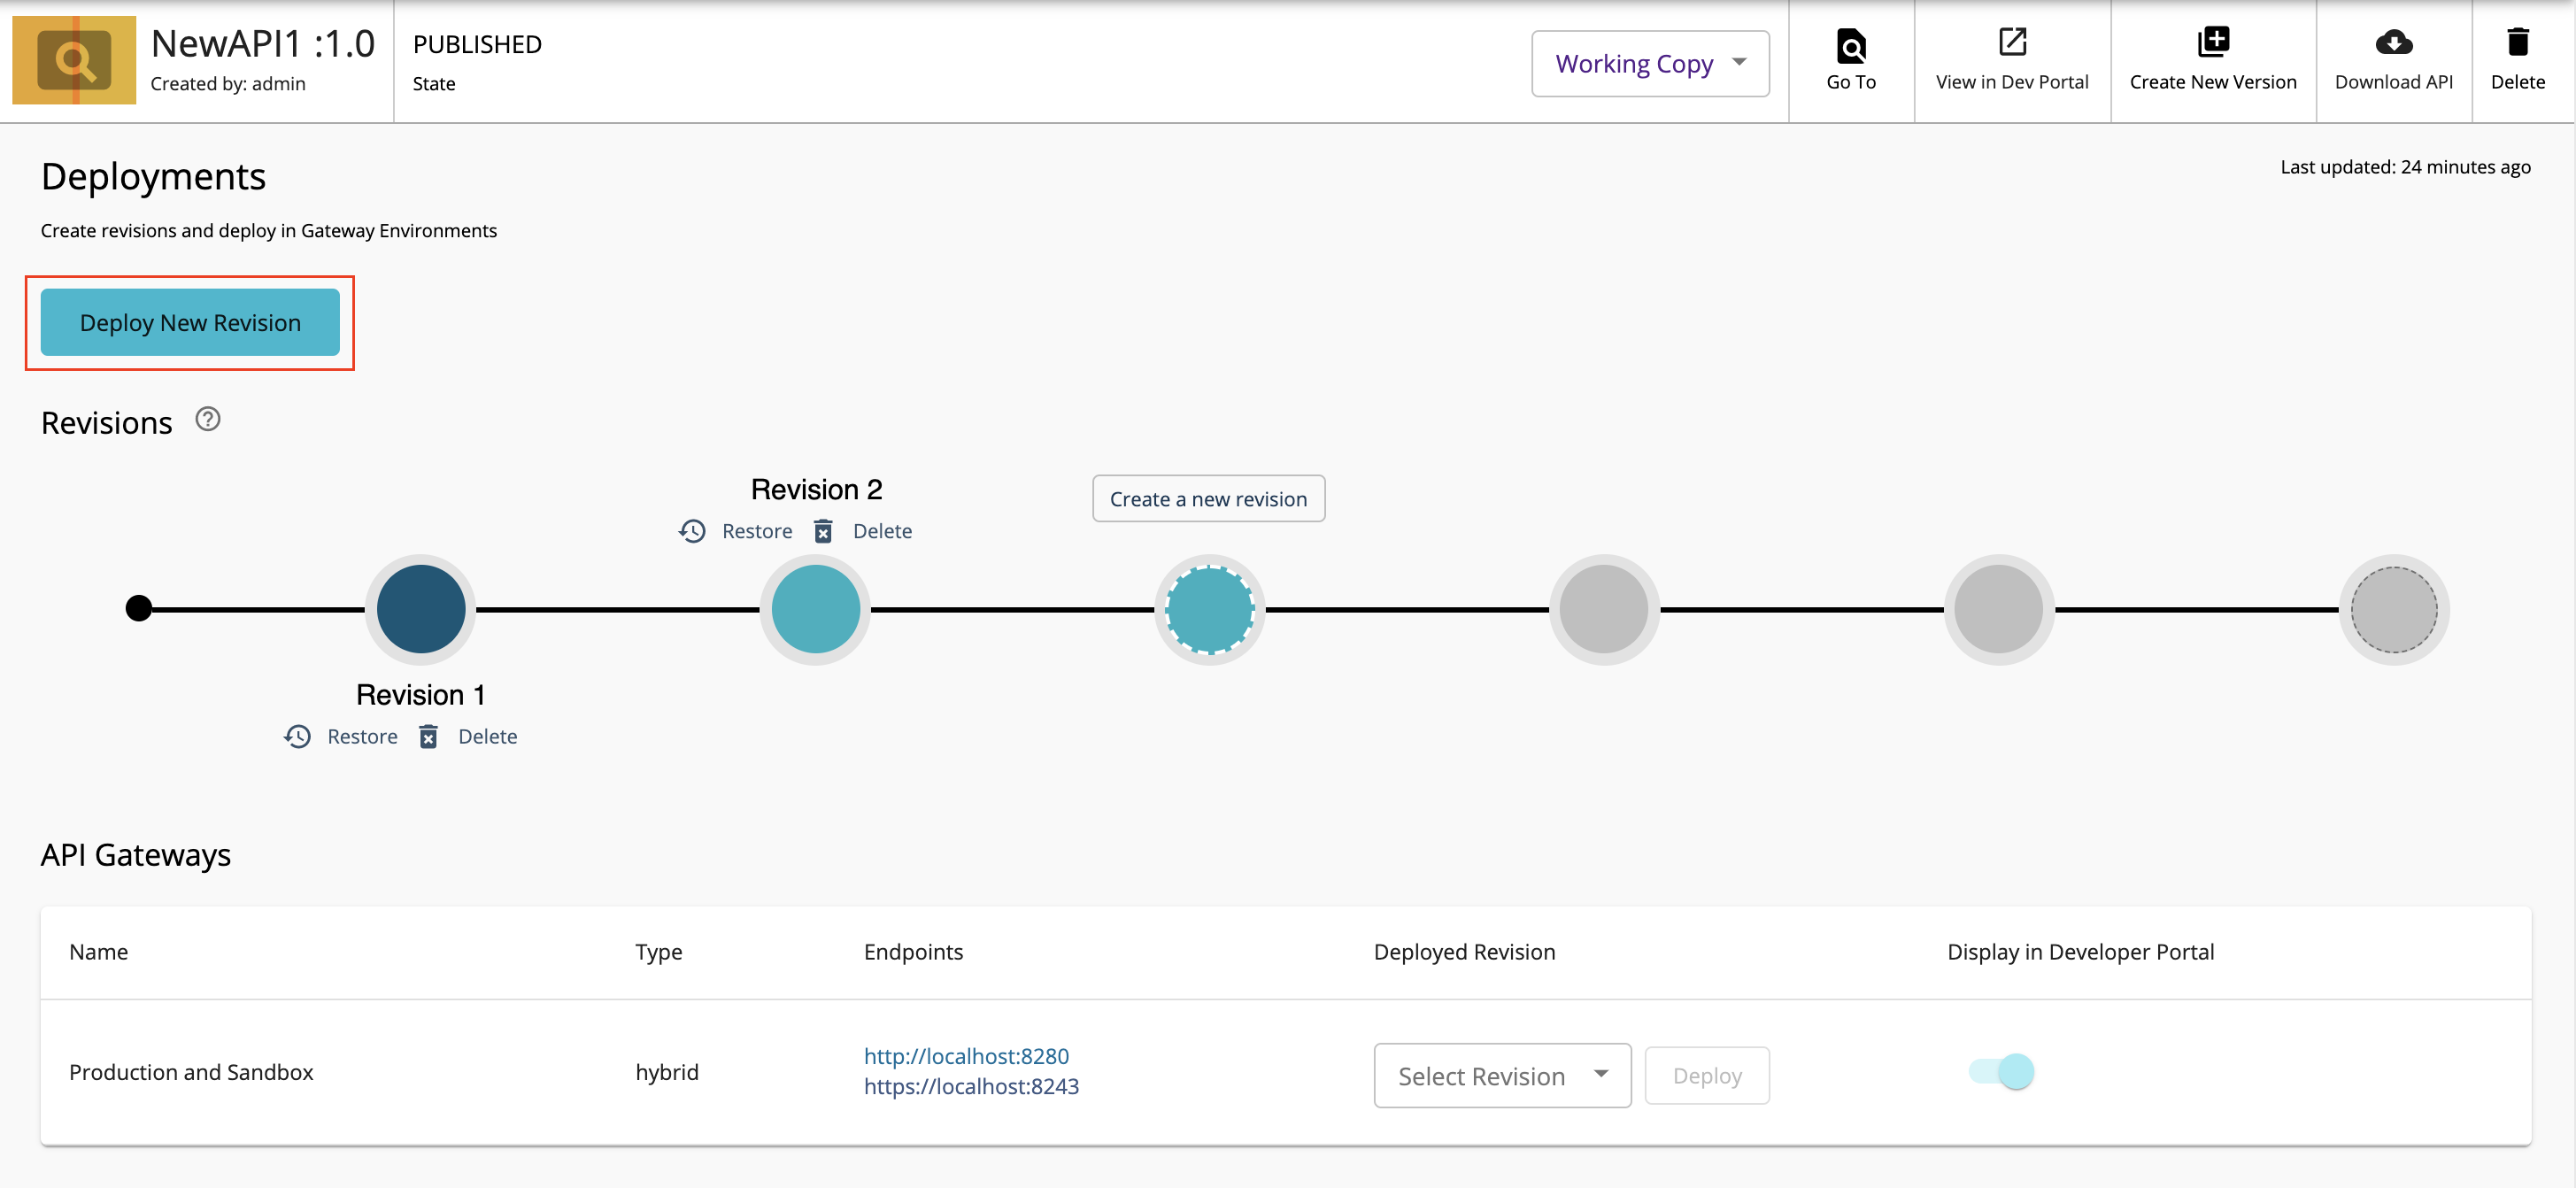 NewAPI1 :1.0
Created by: admin
PUBLISHED
State
Working Copy
Go To
View in Dev Portal
Create New Version
Download API
Delete
Deployments
Last updated: 24 minutes ago
Create revisions and deploy in Gateway Environments
Deploy New Revision
Revisions ?
Revision 2
Restore Delete
Create a new revision
Revision 1
Restore Delete
API Gateways
Name Type Endpoints Deployed Revision Display in Developer Portal
Production and Sandbox hybrid http://localhost:8280
https://localhost:8243
Select Revision Deploy